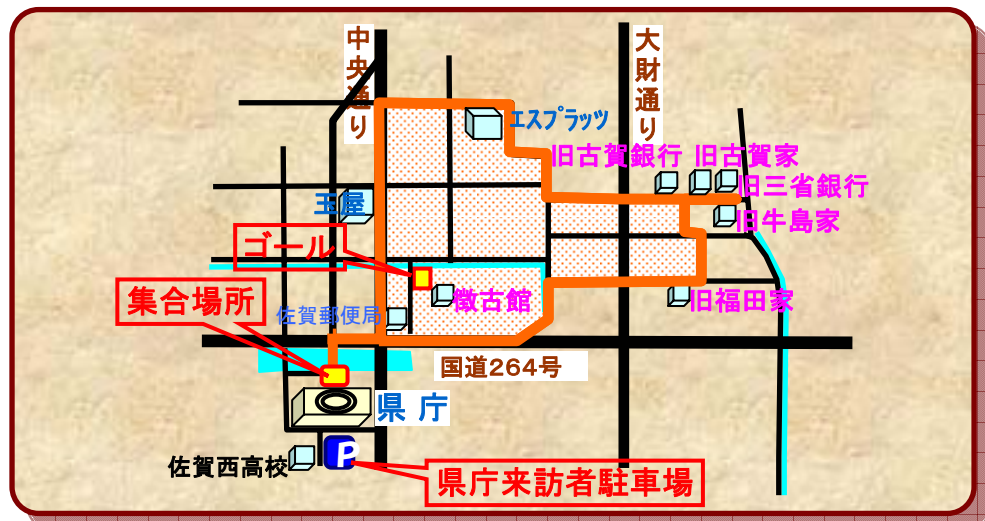 中央通り
大財通り
エスプラッツ
旧古賀銀行
旧古賀家
旧三省銀行
玉屋
旧牛島家
ゴール
集合場所
佐賀郵便局
徴古館
旧福田家
国道264号
県庁
佐賀西高校
P
県庁来訪者駐車場